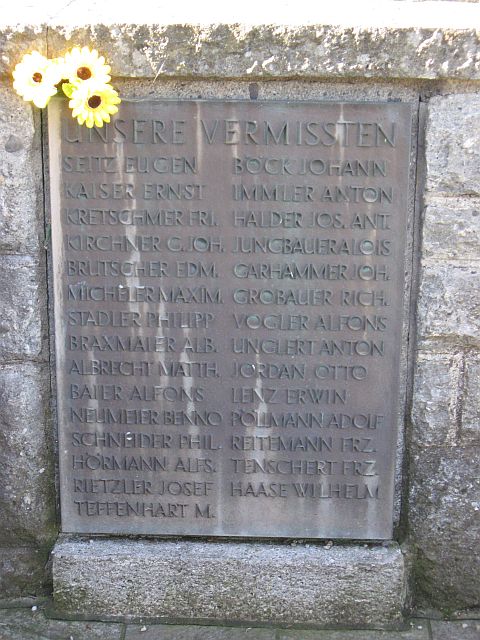 UNSERE VERMISSTEN
SEITZ EUGEN BÖCK JOHANN
KAISER ERNST IMMLER ANTON
KRETSCHMER FRI. HALDER JOS. ANT.
KIRCHNER G. JOH. JUNGBAUER ALOIS
BRUTSCHER EDM. GARHAMMER JOH.
MICHELER MAXIM. GROBAUER RICH.
STADLER PHILIPP VOGLER ALFONS
BRAXMAIER ALB. UNGLERT ANTON
ALBRECHT MATTH. JORDAN OTTO
BAIER ALFONS LENZ ERWIN
NEUMEIER BENNO PÖLLMANN ADOLF
SCHNEIDER PHIL. REITEMANN FRZ.
HÖRMANN ALFS. TENSCHERT FRZ.
RIETZLER JOSEF HAASE WILHELM
TEFFENHART M.